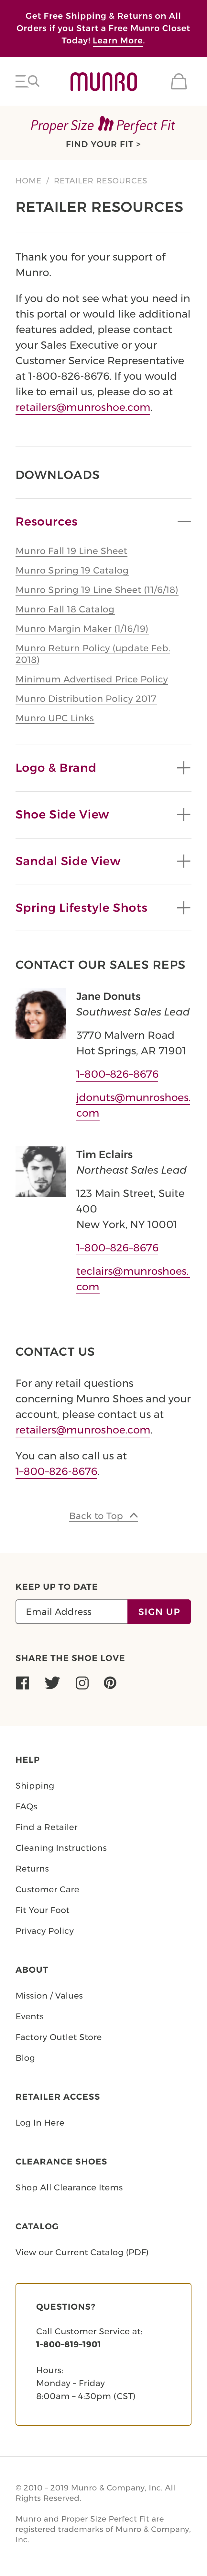 Get Free Shipping & Returns on All
Orders if you Start a Free Munro Closet
Today! Learn More.
MUNRO
Proper Size m Perfect Fit
FIND YOUR FIT >
HOME / RETAILER RESOURCES
RETAILER RESOURCES
Thank you for your support of
Munro.
If you do not see what you need in
this portal or would like additional
features added, please contact
your Sales Executive or your
Customer Service Representative
at 1-800-826-8676. If you would
like to email us, please do so at
retailers@munroshoe.com.
DOWNLOADS
Resources
Munro Fall 19 Line Sheet
Munro Spring 19 Catalog
Munro Spring 19 Line Sheet (11/6/18)
Munro Fall 18 Catalog
Munro Margin Maker (1/16/19)
Munro Return Policy (update Feb.
2018)
Minimum Advertised Price Policy
Munro Distribution Policy 2017
Munro UPC Links
Logo & Brand
Shoe Side View
Sandal Side View
Spring Lifestyle Shots
CONTACT OUR SALES REPS
Jane Donuts
Southwest Sales Lead
3770 Malvern Road
Hot Springs, AR 71901
1-800-826-8676
jdonuts@munroshoes.
com
Tim Eclairs
Northeast Sales Lead
123 Main Street, Suite
400
New York, NY 10001
1-800-826-8676
teclairs@munroshoes.
com
CONTACT US
For any retail questions
concerning Munro Shoes and your
account, please contact us at
retailers@munroshoe.com.
You can also call us at
1-800-826-8676.
Back to Top
KEEP UP TO DATE
Email Address
SIGN UP
SHARE THE SHOE LOVE
HELP
Shipping
FAQs
Find a Retailer
Cleaning Instructions
Returns
Customer Care
Fit Your Foot
Privacy Policy
ABOUT
Mission / Values
Events
Factory Outlet Store
Blog
RETAILER ACCESS
Log In Here
CLEARANCE SHOES
Shop All Clearance Items
CATALOG
View our Current Catalog (PDF)
QUESTIONS?
Call Customer Service at:
1-800-819-1901
Hours:
Monday - Friday
8:00am - 4:30pm (CST)
© 2010 - 2019 Munro & Company, Inc. All
Rights Reserved.
Munro and Proper Size Perfect Fit are
registered trademarks of Munro & Company,
Inc.